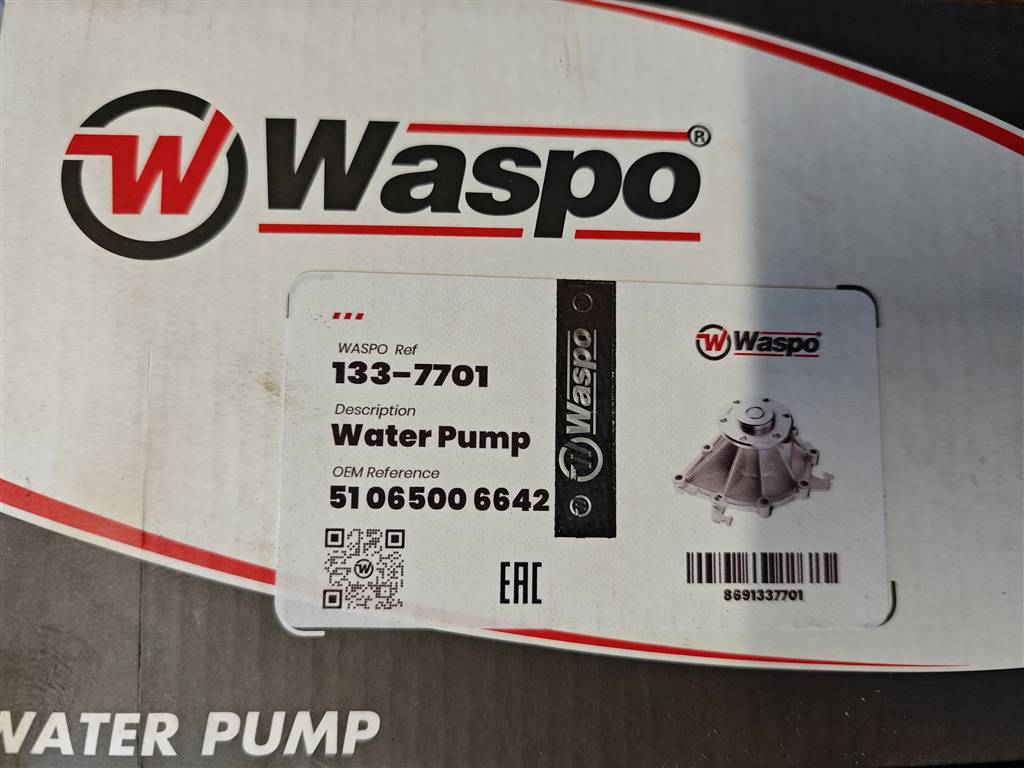 Waspo®
WASPO Ref
133-7701
Description
Water Pump
OEM Reference
51 06500 6642
Waspo
Waspo®
EAC
8691337701
WATER PUMP